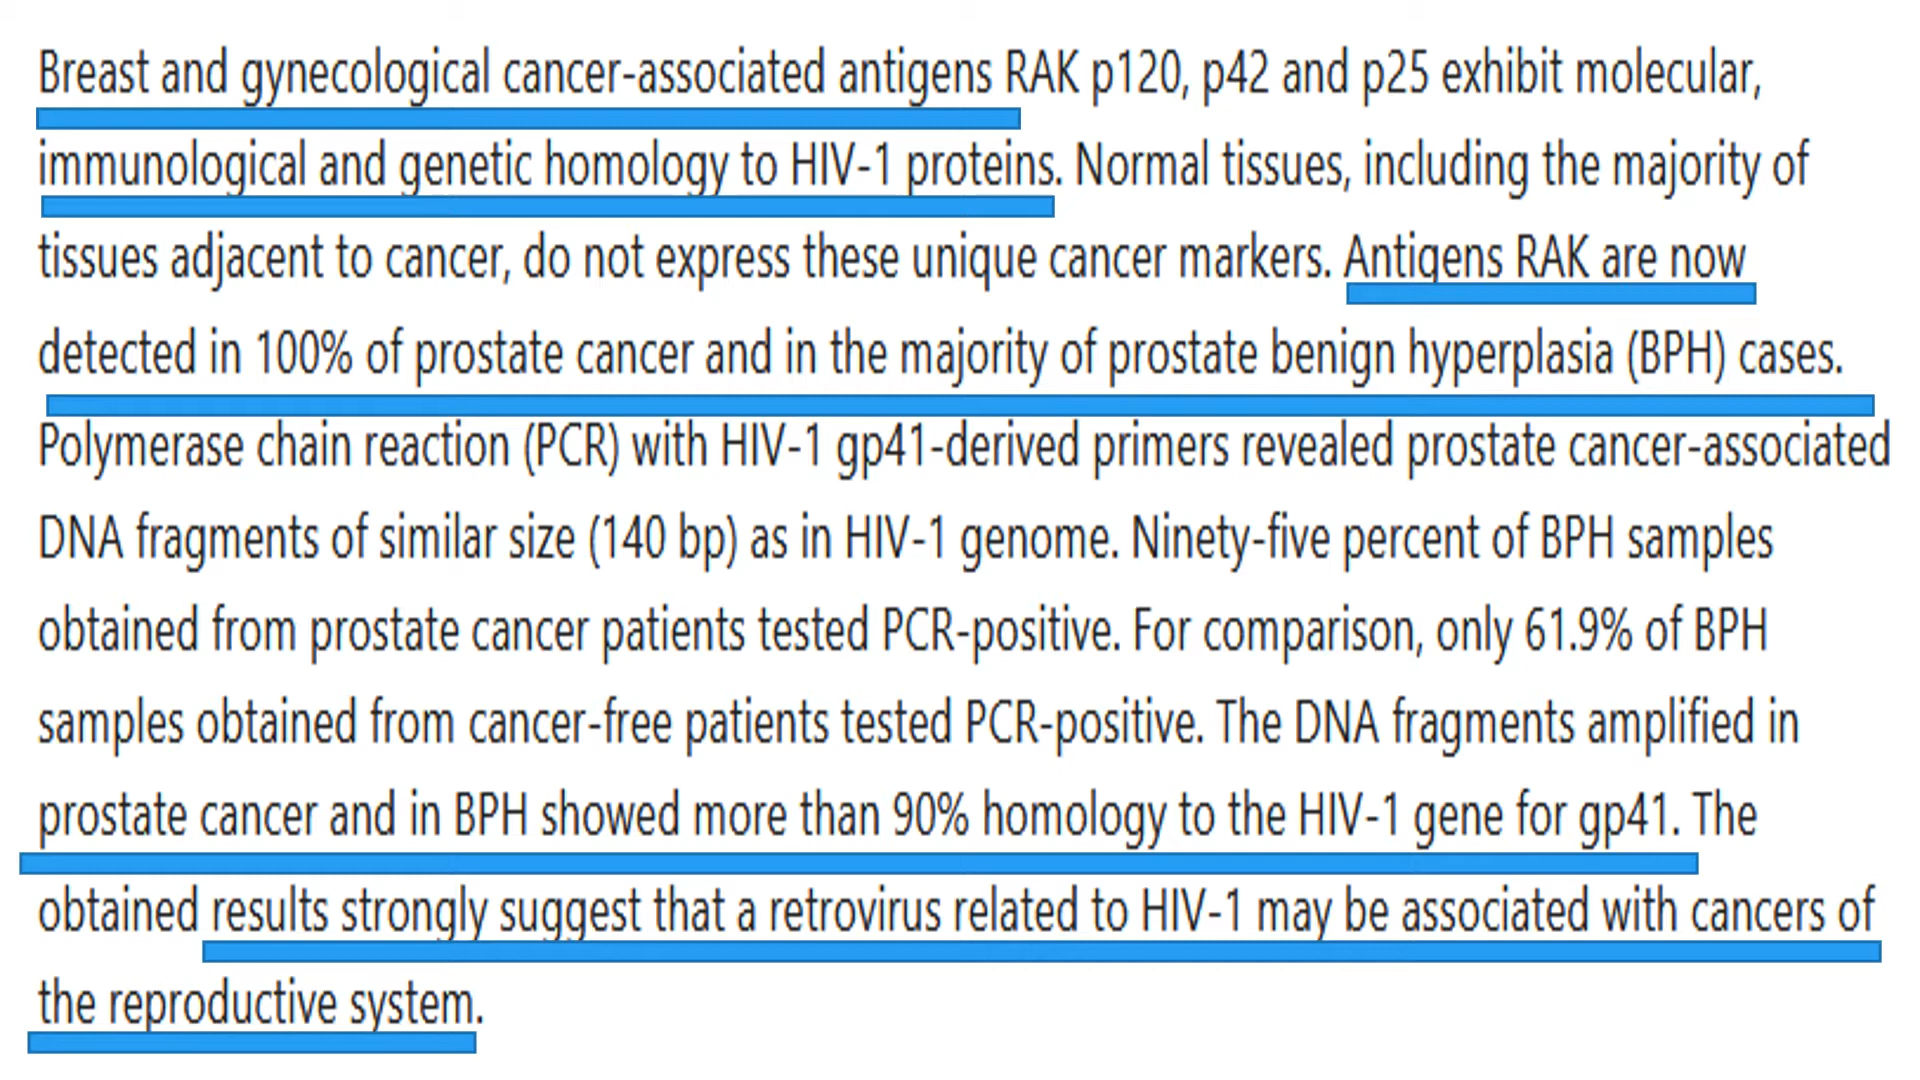 Breast and gynecological cancer-associated antigens RAK p120, p42 and p25 exhibit molecular,
immunological and genetic homology to HIV-1 proteins. Normal tissues, including the majority of
tissues adjacent to cancer, do not express these unique cancer markers. Antigens RAK are now
detected in 100% of prostate cancer and in the majority of prostate benign hyperplasia (BPH) cases.
Polymerase chain reaction (PCR) with HIV-1 gp41-derived primers revealed prostate cancer-associated
DNA fragments of similar size (140 bp) as in HIV-1 genome. Ninety-five percent of BPH samples
obtained from prostate cancer patients tested PCR-positive. For comparison, only 61.9% of BPH
samples obtained from cancer-free patients tested PCR-positive. The DNA fragments amplified in
prostate cancer and in BPH showed more than 90% homology to the HIV-1 gene for gp41. The
obtained results strongly suggest that a retrovirus related to HIV-1 may be associated with cancers of
the reproductive system.